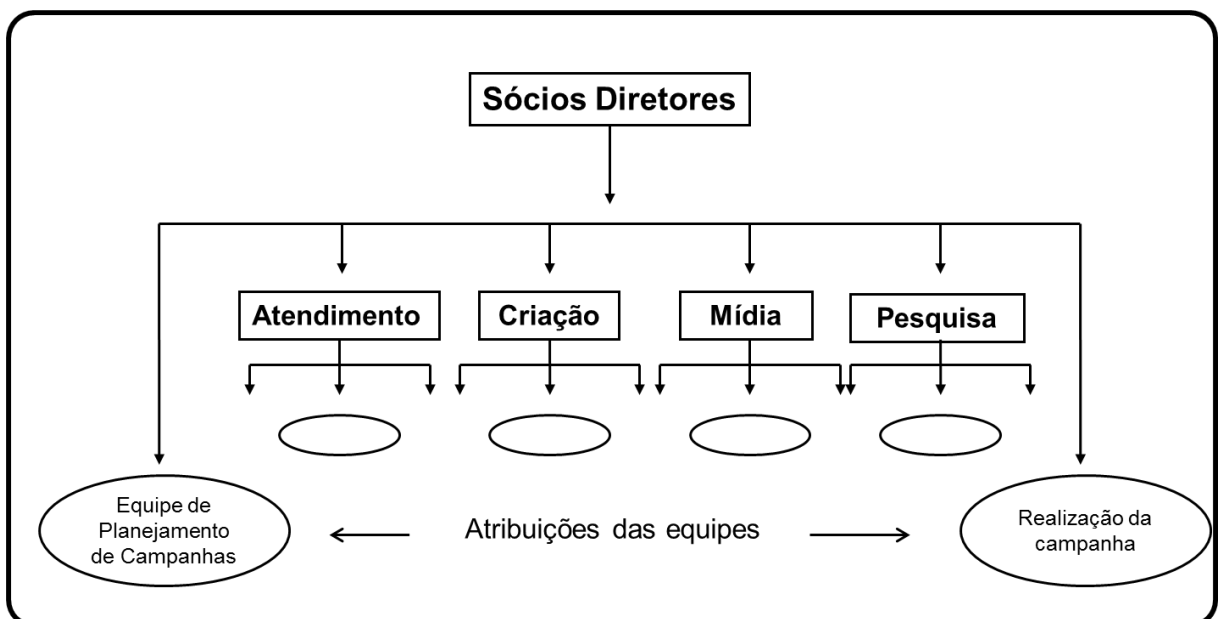 Sócios Diretores
Atendimento
Criação
Mídia
Pesquisa
Equipe de
Planejamento
de Campanhas
Atribuições das equipes
Realização da
campanha